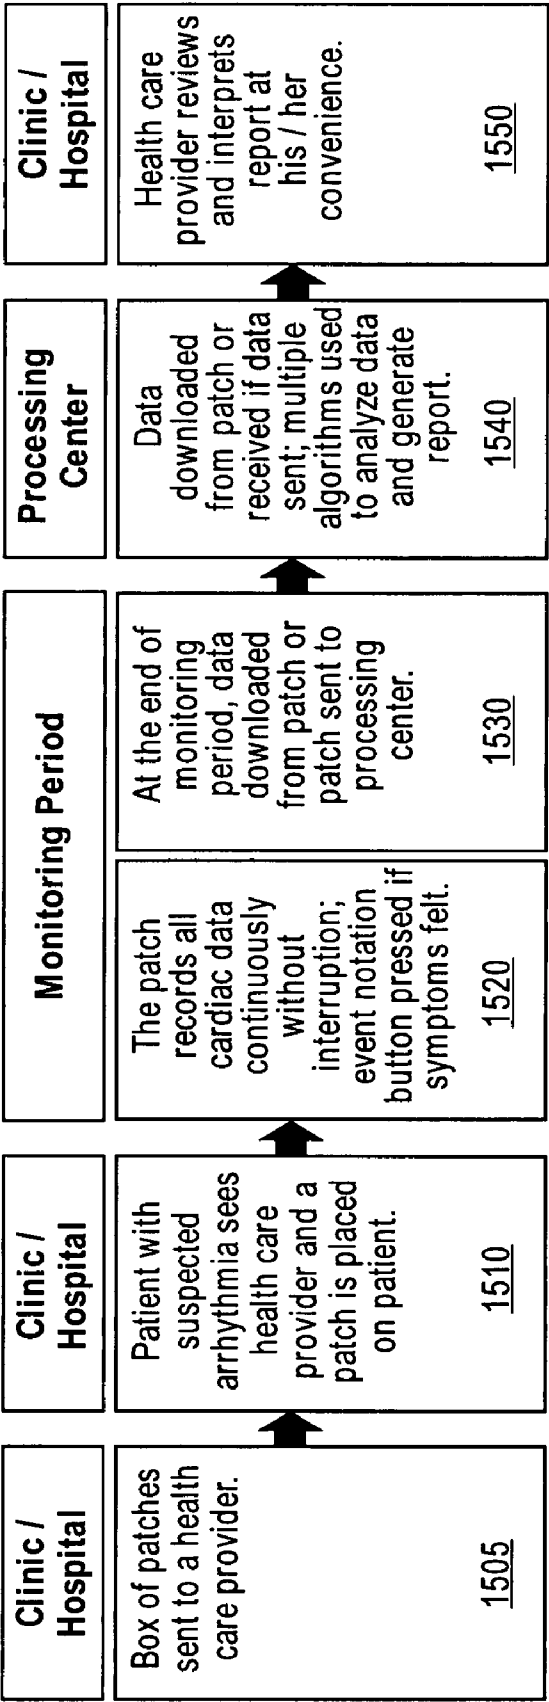 Clinic /
Hospital
Box of patches
sent to a health
care provider.
1505
Clinic /
Hospital
Patient with
suspected
arrhythmia sees
health care
provider and a
patch is placed
on patient.
1510
Monitoring Period
The patch
records all
cardiac data
continuously
without
interruption;
event notation
button pressed if
symptoms felt.
1520
At the end of
monitoring
period, data
downloaded
from patch or
patch sent to
processing
center.
1530
Processing
Center
Data
downloaded
from patch or
received if data
sent; multiple
algorithms used
to analyze data
and generate
report.
1540
Clinic /
Hospital
Health care
provider reviews
and interprets
report at
his / her
convenience.
1550